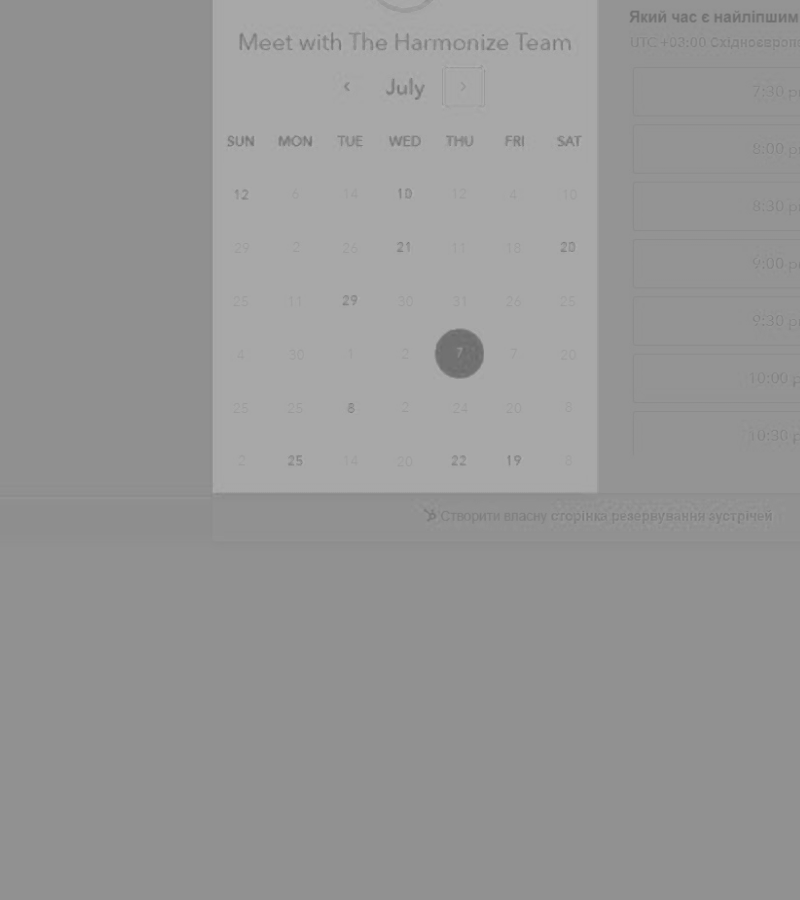 Meet with The Harmonize Team
‹ July ›
SUN MON TUE WED THU FRI SAT
12 6 14 10 12 4 10
29 2 26 21 11 18 20
25 11 29 30 31 26 25
4 30 1 2 7 7 20
25 25 8 2 24 20 8
2 25 14 20 22 19 8
Який час є найліпшим
UTC +03:00 Східноєвроп
7:30 p
8:00 p
8:30 p
9:00 p
9:30 p
10:00 p
10:30 p
Створити власну сторінка резервування зустрічей